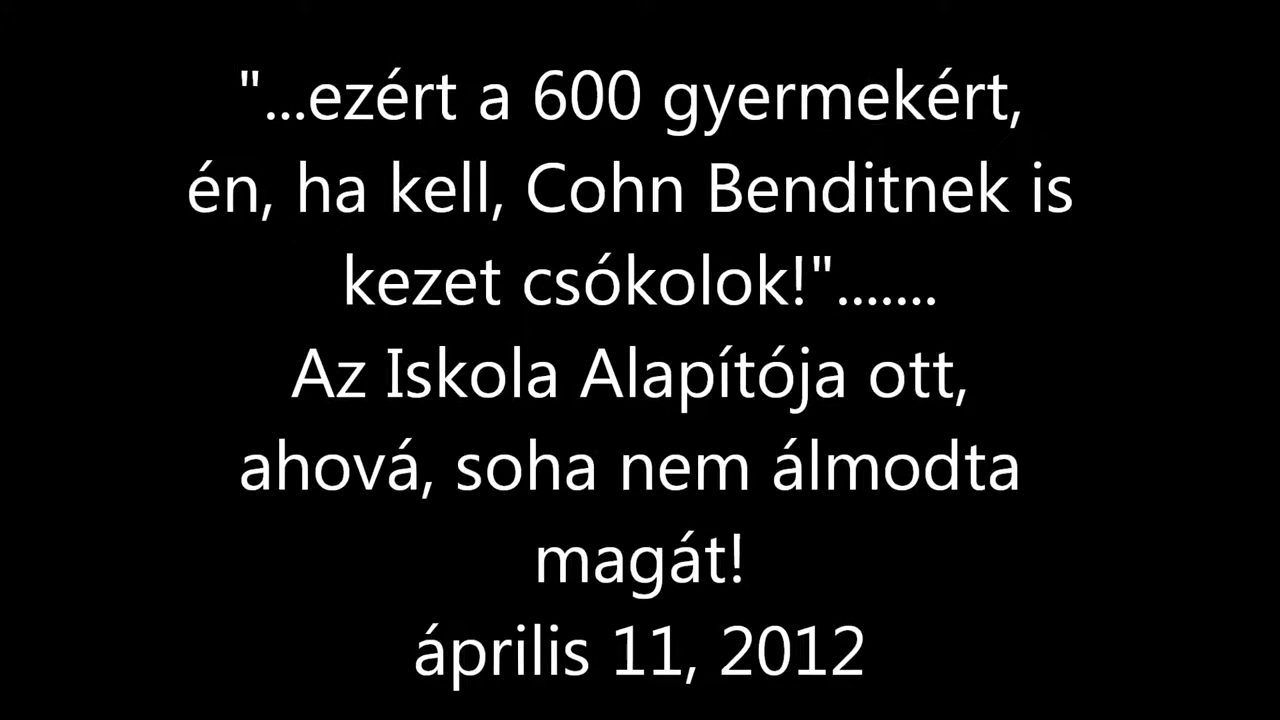 "...ezért a 600 gyermekért,
én, ha kell, Cohn Benditnek is
kezet csókolok!".......
Az Iskola Alapítója ott,
ahová, soha nem álmodta
magát!
április 11, 2012